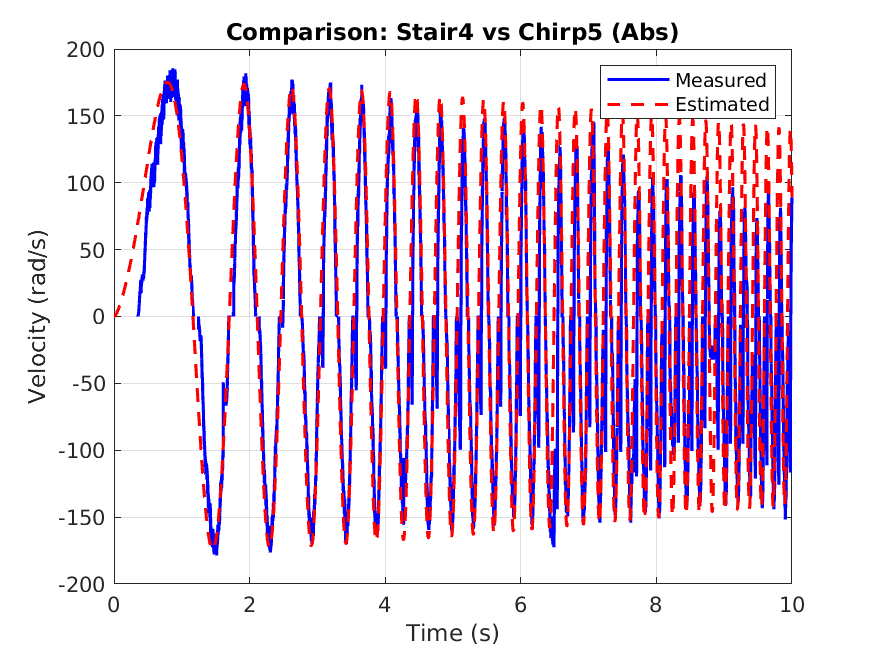 Comparison: Stair4 vs Chirp5 (Abs)
Measured
Estimated
200
150
100
50
0
-50
-100
-150
-200
Velocity (rad/s)
0 2 4 6 8 10
Time (s)